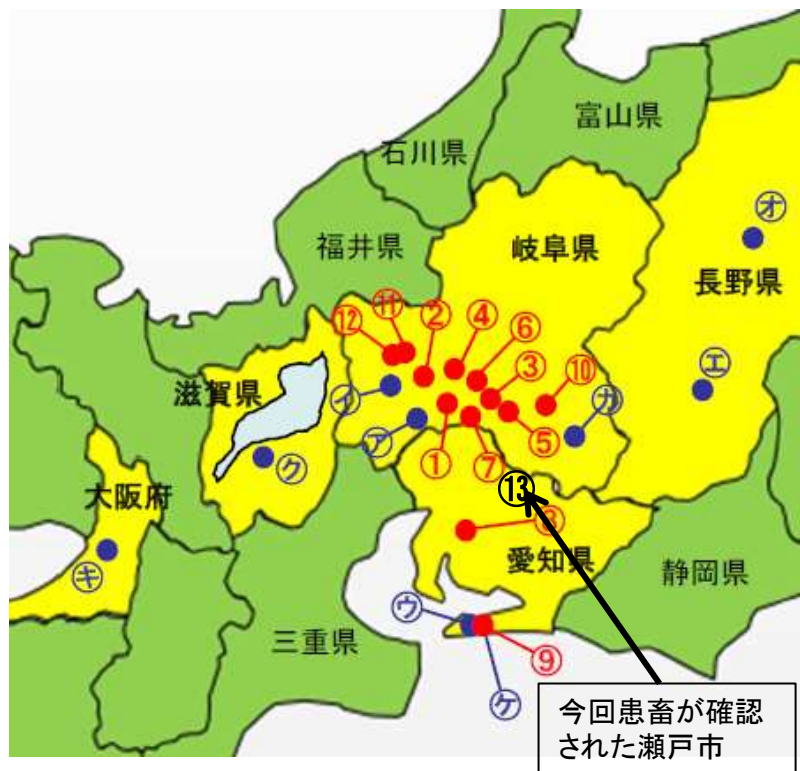 富山県
石川県
福井県
岐阜県
㋔
長野県
⑪
⑫
②
④
⑥
③
⑩
㋓
滋賀県
㋑
㋕
㋐
①
⑦
⑤
㋗
⑬
大阪府
⑧
愛知県
静岡県
㋖
㋒
三重県
⑨
㋘
今回患畜が確認
された瀬戸市